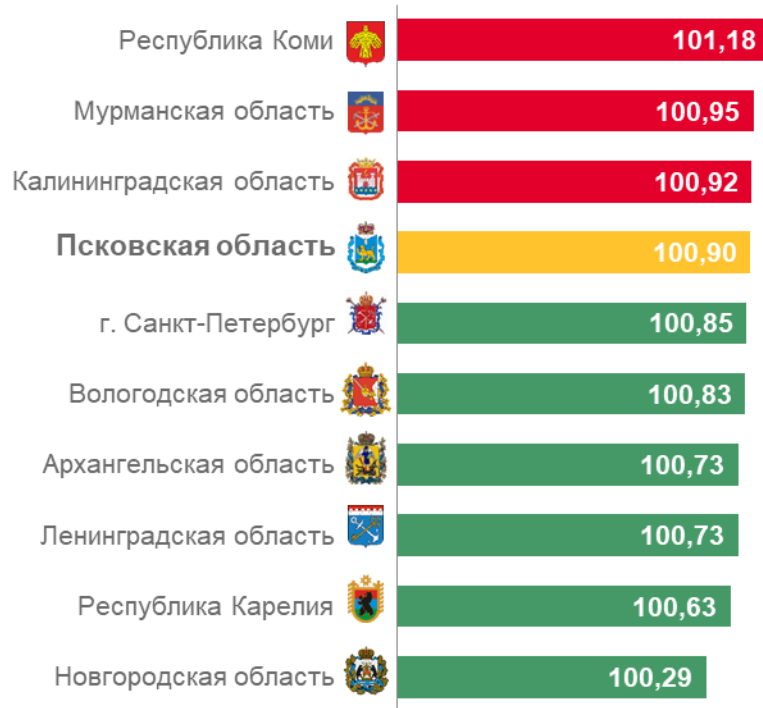 Республика Коми 101,18
Мурманская область 100,95
Калининградская область 100,92
Псковская область 100,90
г. Санкт-Петербург 100,85
Вологодская область 100,83
Архангельская область 100,73
Ленинградская область 100,73
Республика Карелия 100,63
Новгородская область 100,29